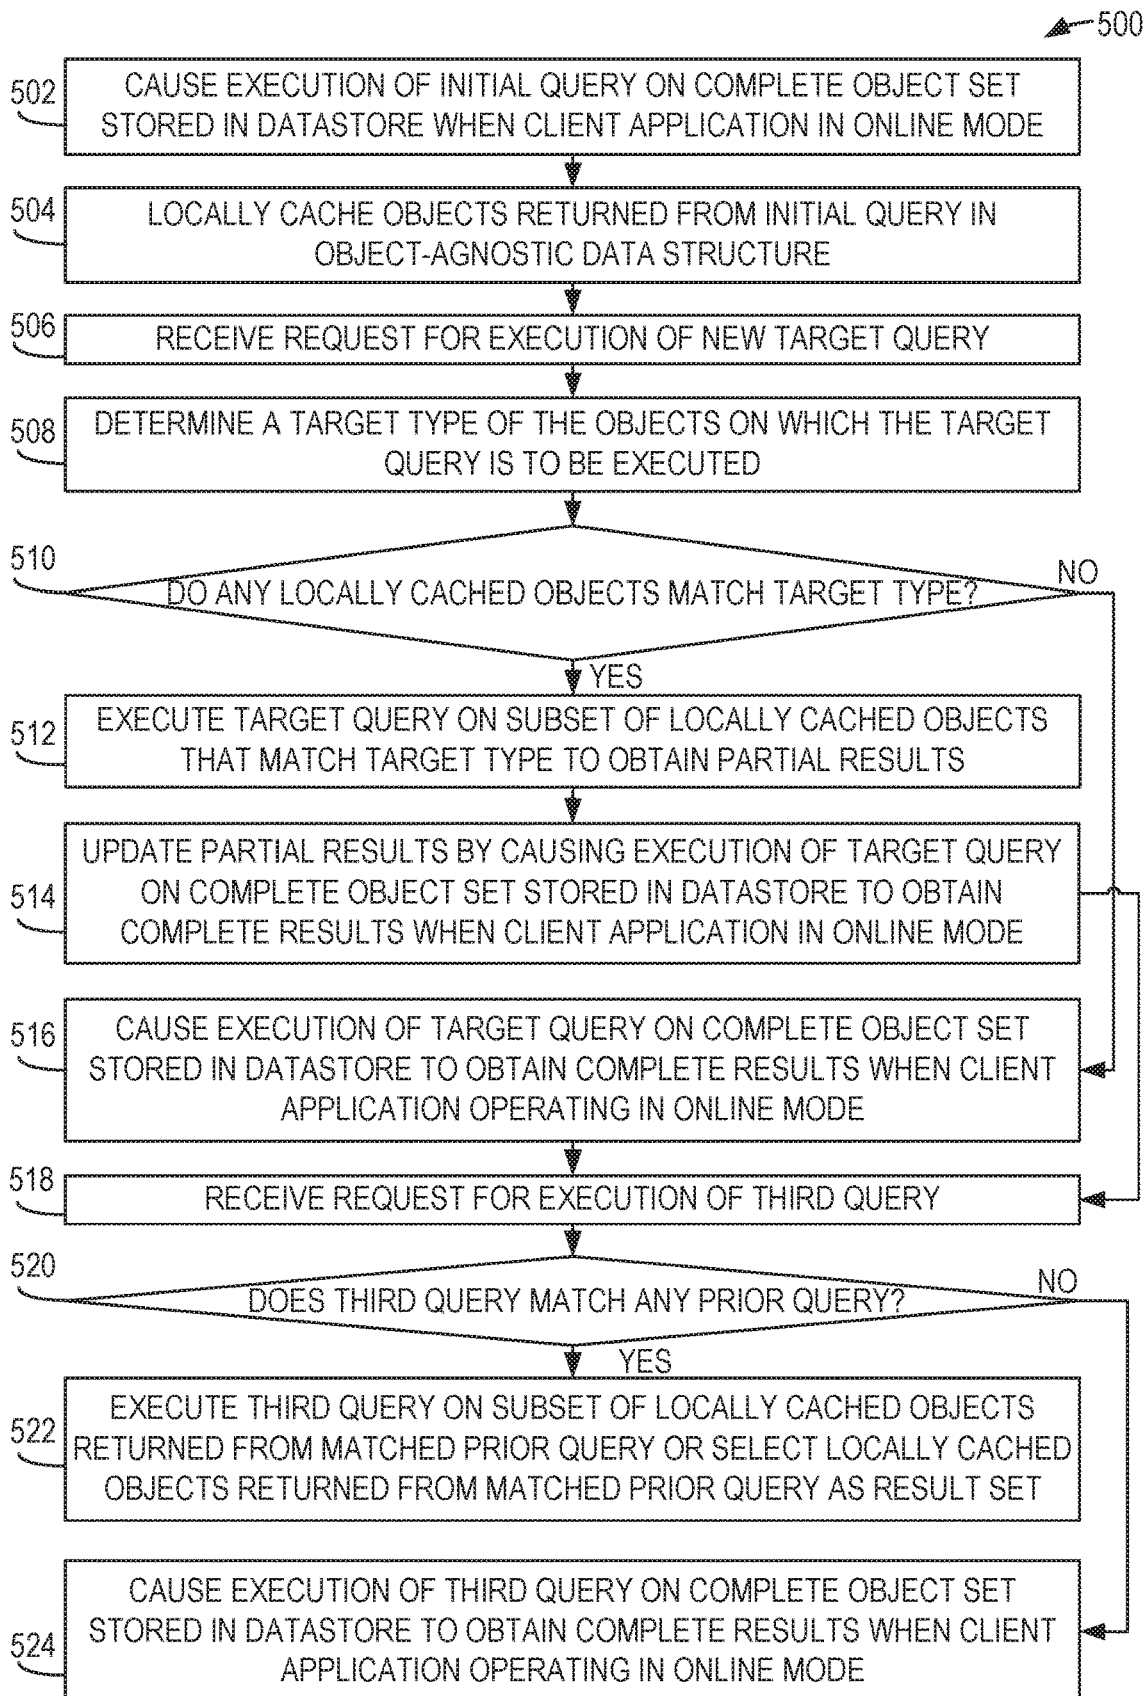 500
502
CAUSE EXECUTION OF INITIAL QUERY ON COMPLETE OBJECT SET
STORED IN DATASTORE WHEN CLIENT APPLICATION IN ONLINE MODE
504
LOCALLY CACHE OBJECTS RETURNED FROM INITIAL QUERY IN
OBJECT-AGNOSTIC DATA STRUCTURE
506
RECEIVE REQUEST FOR EXECUTION OF NEW TARGET QUERY
508
DETERMINE A TARGET TYPE OF THE OBJECTS ON WHICH THE TARGET
QUERY IS TO BE EXECUTED
510
DO ANY LOCALLY CACHED OBJECTS MATCH TARGET TYPE?
NO
YES
512
EXECUTE TARGET QUERY ON SUBSET OF LOCALLY CACHED OBJECTS
THAT MATCH TARGET TYPE TO OBTAIN PARTIAL RESULTS
514
UPDATE PARTIAL RESULTS BY CAUSING EXECUTION OF TARGET QUERY
ON COMPLETE OBJECT SET STORED IN DATASTORE TO OBTAIN
COMPLETE RESULTS WHEN CLIENT APPLICATION IN ONLINE MODE
516
CAUSE EXECUTION OF TARGET QUERY ON COMPLETE OBJECT SET
STORED IN DATASTORE TO OBTAIN COMPLETE RESULTS WHEN CLIENT
APPLICATION OPERATING IN ONLINE MODE
518
RECEIVE REQUEST FOR EXECUTION OF THIRD QUERY
520
DOES THIRD QUERY MATCH ANY PRIOR QUERY?
NO
YES
522
EXECUTE THIRD QUERY ON SUBSET OF LOCALLY CACHED OBJECTS
RETURNED FROM MATCHED PRIOR QUERY OR SELECT LOCALLY CACHED
OBJECTS RETURNED FROM MATCHED PRIOR QUERY AS RESULT SET
524
CAUSE EXECUTION OF THIRD QUERY ON COMPLETE OBJECT SET
STORED IN DATASTORE TO OBTAIN COMPLETE RESULTS WHEN CLIENT
APPLICATION OPERATING IN ONLINE MODE